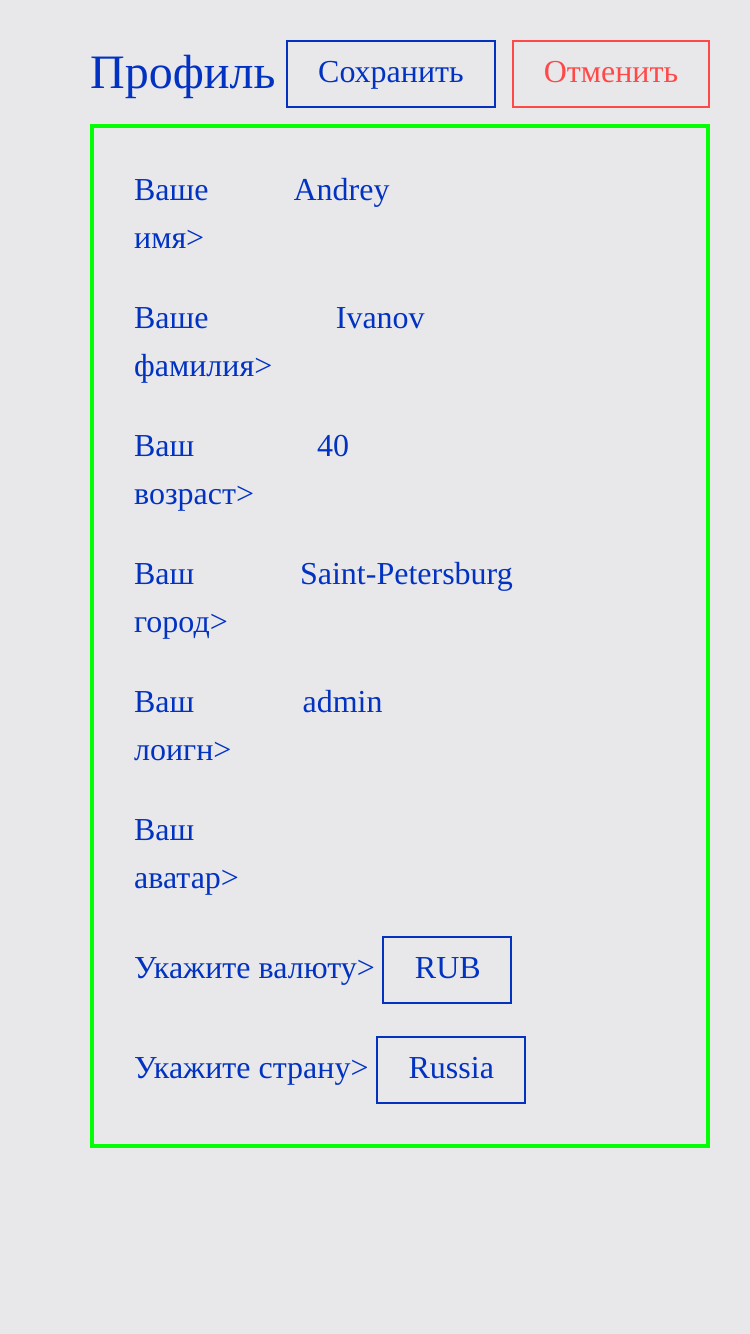 Профиль Сохранить Отменить
Ваше Andrey
имя>
Ваше Ivanov
фамилия>
Ваш 40
возраст>
Ваш Saint-Petersburg
город>
Ваш admin
лоигн>
Ваш
аватар>
Укажите валюту> RUB
Укажите страну> Russia